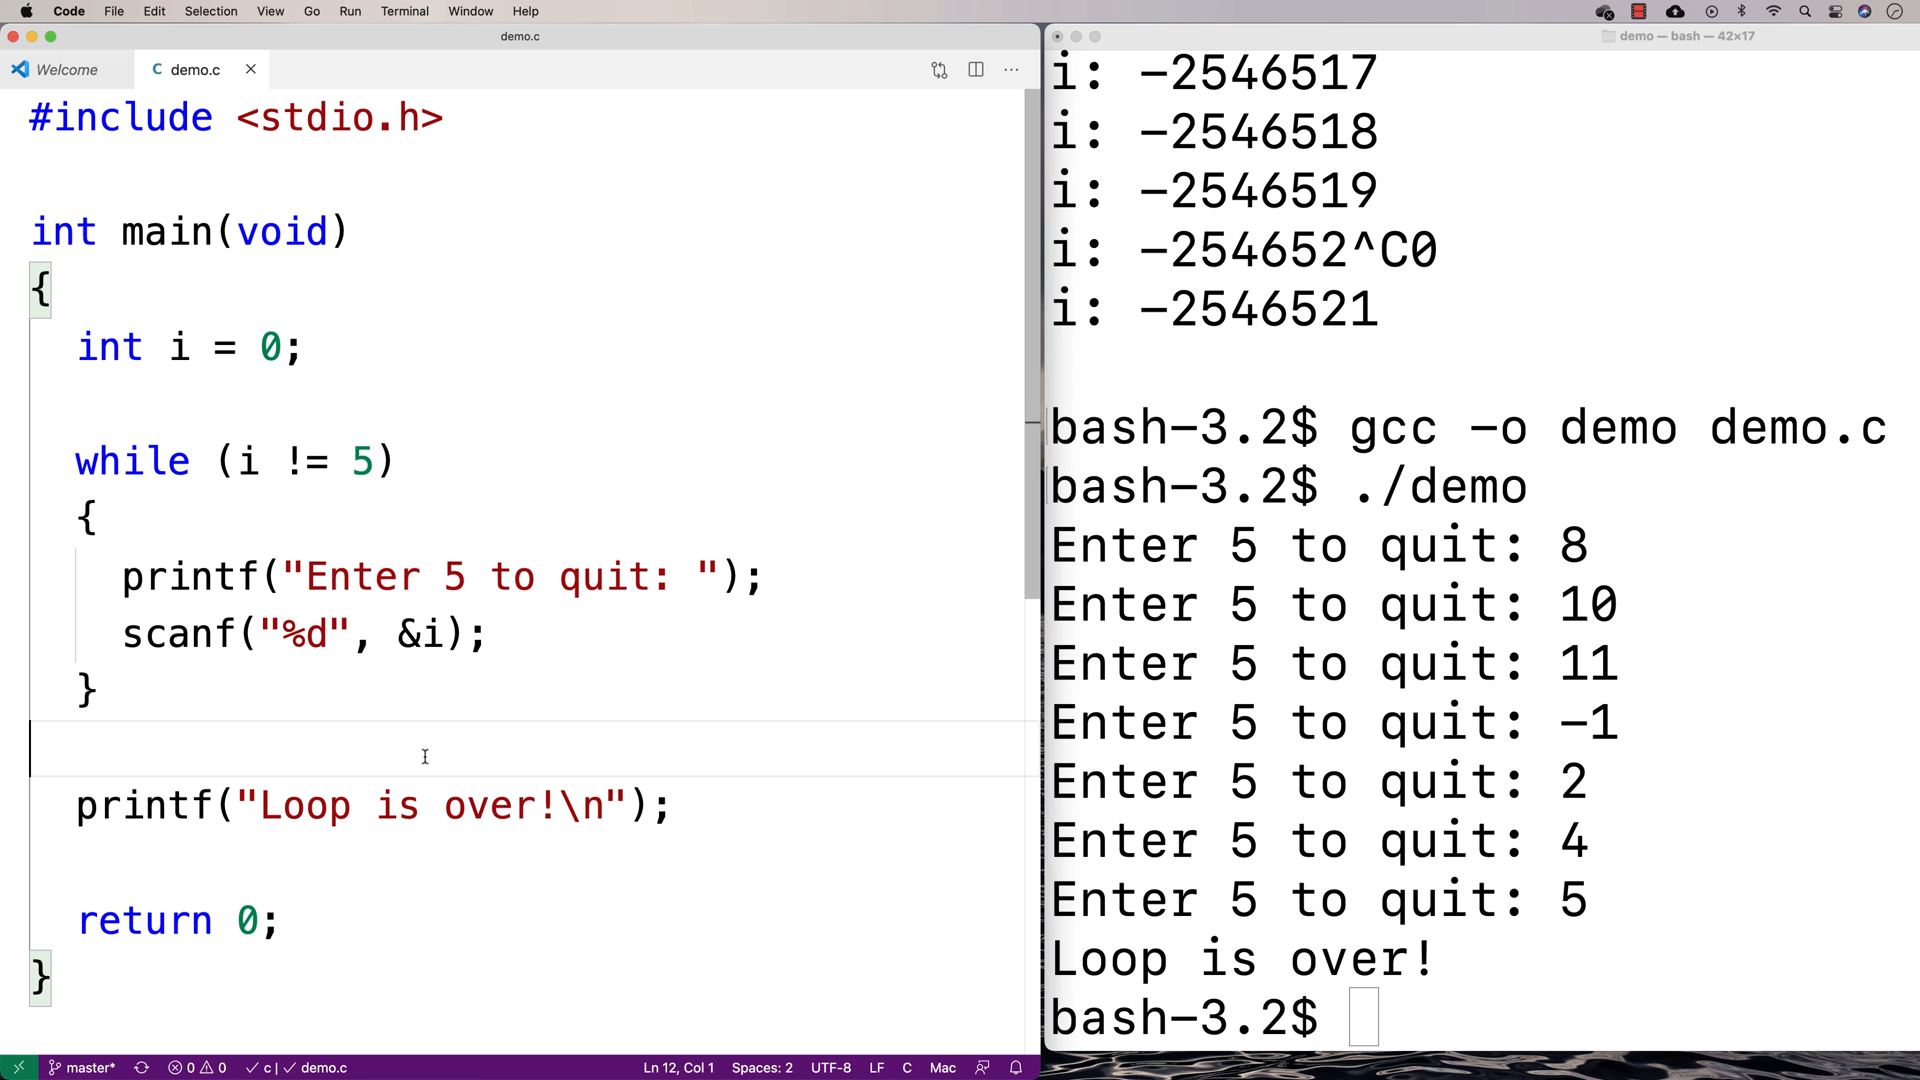 Code File Edit Selection View Go Run Terminal Window Help
demo.c
Welcome demo.c
#include <stdio.h>
int main(void)
{
int i = 0;
while (i != 5)
{
printf("Enter 5 to quit: ");
scanf("%d", &i);
}
printf("Loop is over!\n");
return 0;
}
master* 0 0 c | demo.c Ln 12, Col 1 Spaces: 2 UTF-8 LF C Mac
demo — bash — 42×17
i: -2546517
i: -2546518
i: -2546519
i: -254652^C0
i: -2546521
bash-3.2$ gcc -o demo demo.c
bash-3.2$ ./demo
Enter 5 to quit: 8
Enter 5 to quit: 10
Enter 5 to quit: 11
Enter 5 to quit: -1
Enter 5 to quit: 2
Enter 5 to quit: 4
Enter 5 to quit: 5
Loop is over!
bash-3.2$